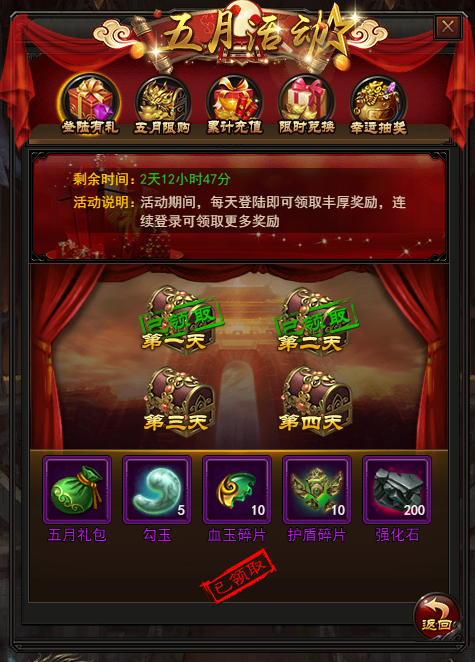 五月活动
登陆有礼 五月限购 累计充值 限时兑换 幸运抽奖
剩余时间：2天12小时47分
活动说明：活动期间，每天登陆即可领取丰厚奖励，连
续登录可领取更多奖励
已领取 已领取
第一天 第二天
第三天 第四天
5 10 10 200
五月礼包 勾玉 血玉碎片 护盾碎片 强化石
已领取
返回